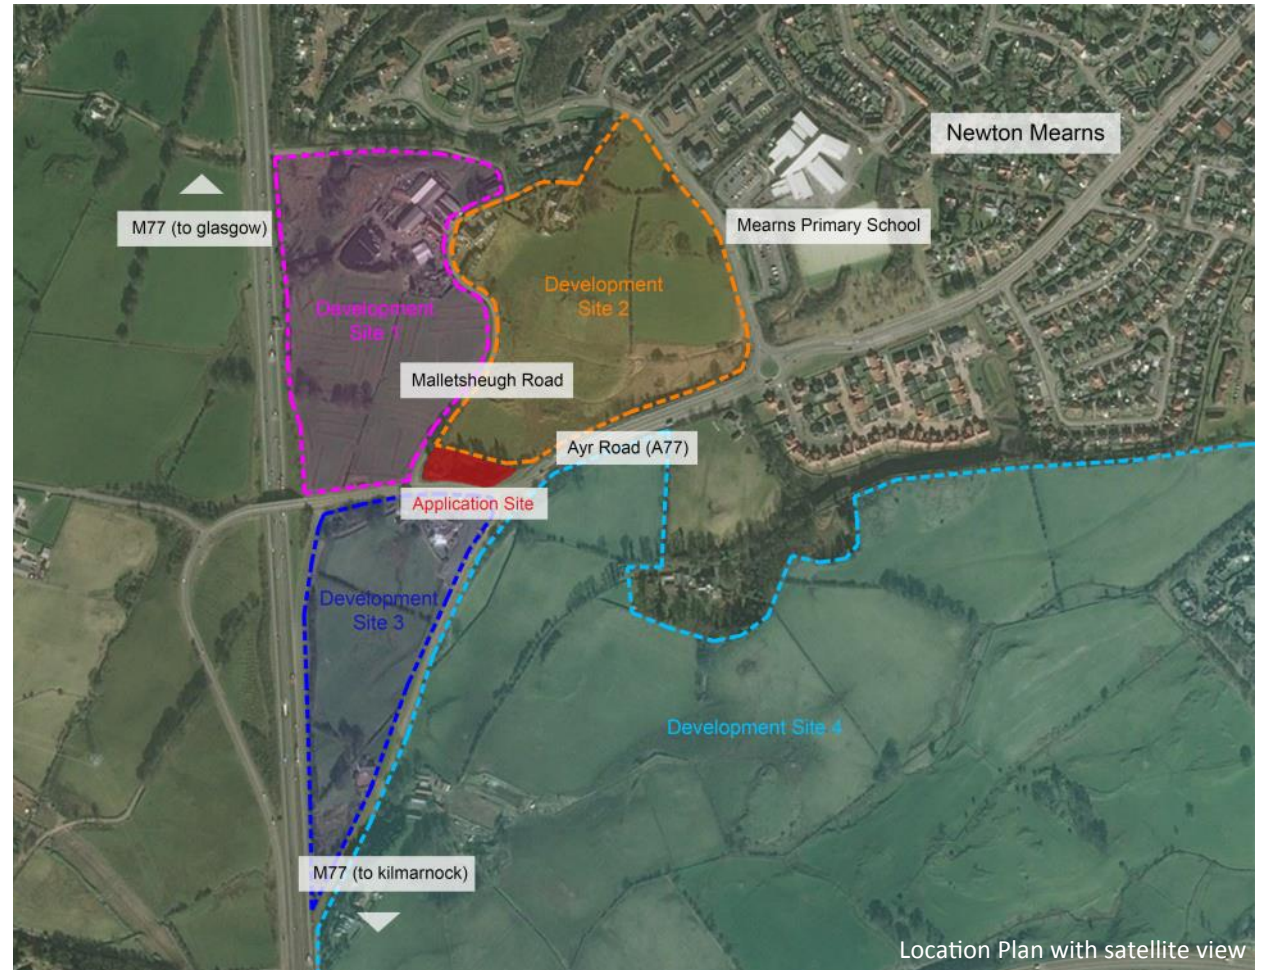 Newton Mearns
M77 (to glasgow)
Mearns Primary School
Development
Site 2
Development
Site 1
Malletsheugh Road
Ayr Road (A77)
Application Site
Development
Site 3
Development Site 4
M77 (to kilmarnock)
Location Plan with satellite view